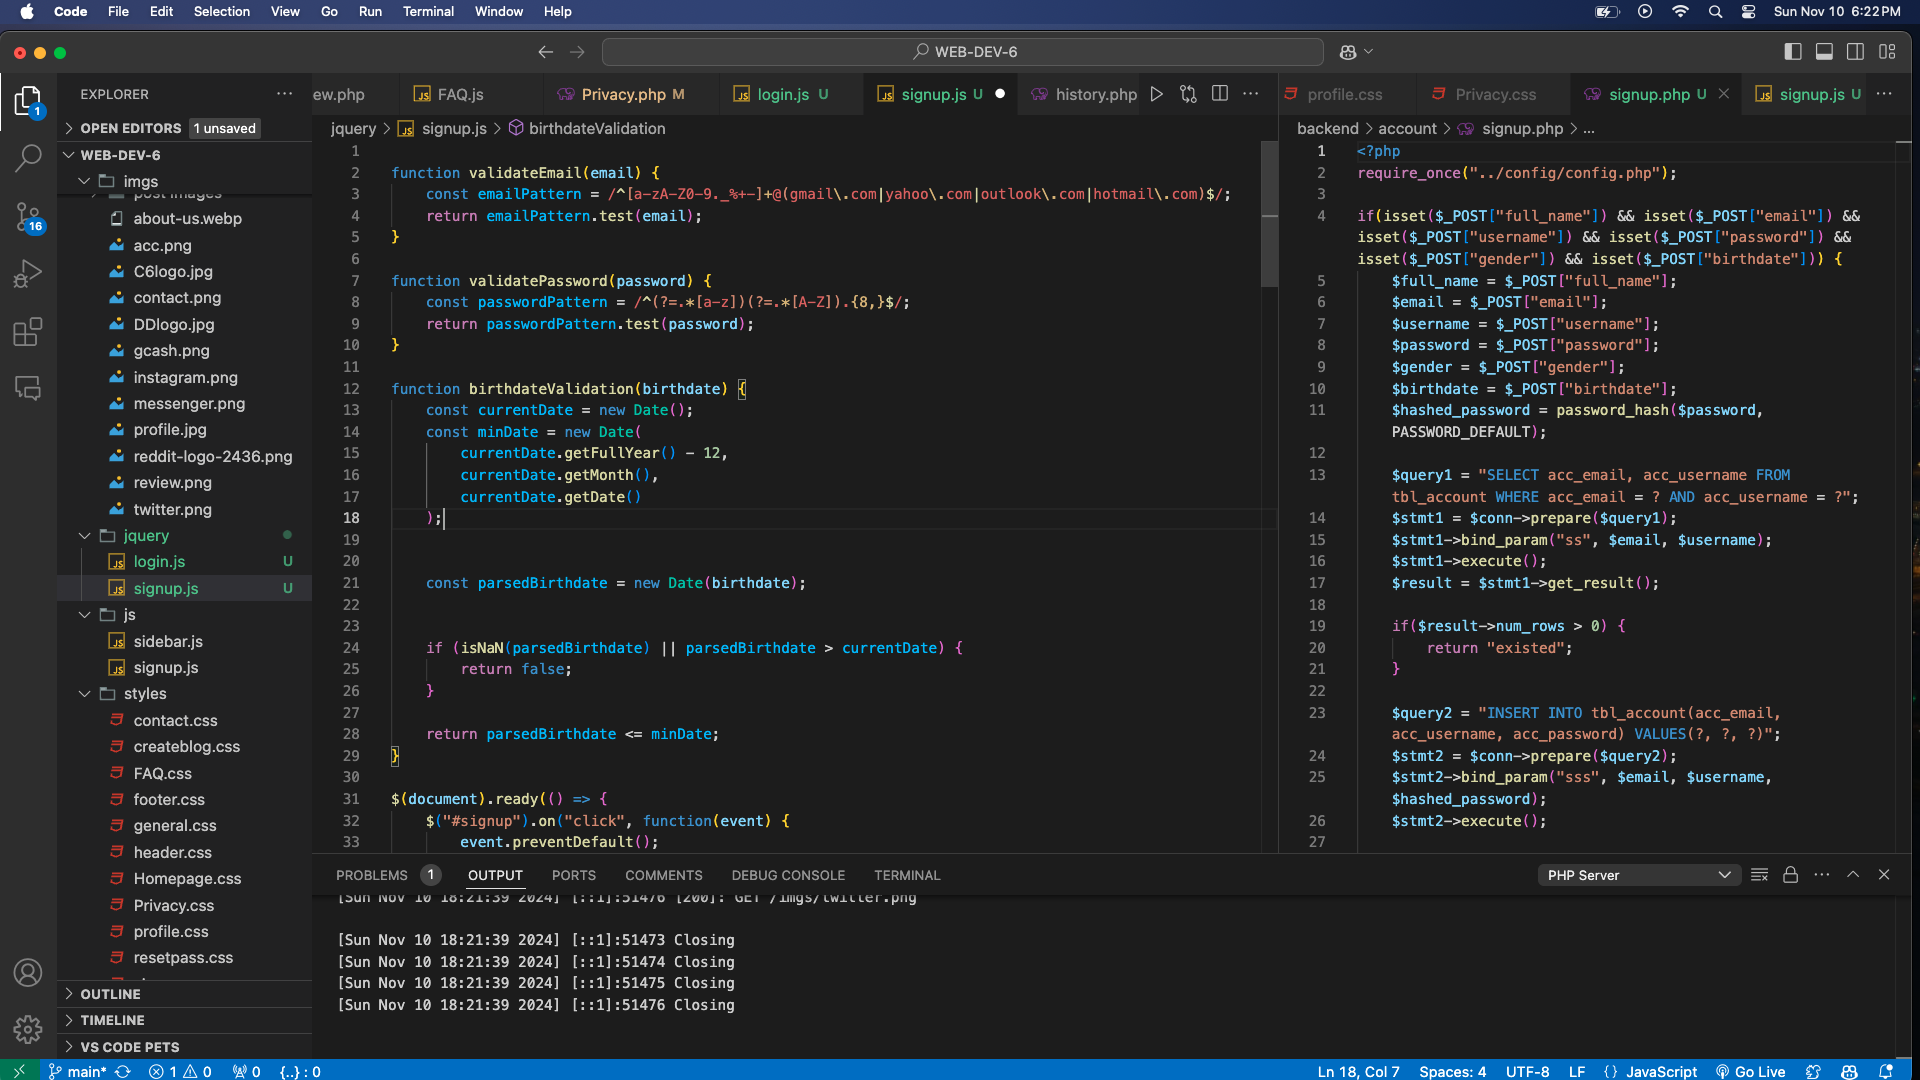 Code File Edit Selection View Go Run Terminal Window Help
Sun Nov 10 6:22 PM
WEB-DEV-6
EXPLORER
OPEN EDITORS 1 unsaved
WEB-DEV-6
imgs
post images
about-us.webp
acc.png
C6logo.jpg
contact.png
DDlogo.jpg
gcash.png
instagram.png
messenger.png
profile.jpg
reddit-logo-2436.png
review.png
twitter.png
jquery
login.js U
signup.js U
js
sidebar.js
signup.js
styles
contact.css
createblog.css
FAQ.css
footer.css
general.css
header.css
Homepage.css
Privacy.css
profile.css
resetpass.css
OUTLINE
TIMELINE
VS CODE PETS
1
16
ew.php FAQ.js Privacy.php M login.js U signup.js U history.php
jquery > signup.js > birthdateValidation
1
2 function validateEmail(email) {
3 const emailPattern = /^[a-zA-Z0-9._%+-]+@(gmail\.com|yahoo\.com|outlook\.com|hotmail\.com)$/;
4 return emailPattern.test(email);
5 }
6
7 function validatePassword(password) {
8 const passwordPattern = /^(?=.*[a-z])(?=.*[A-Z]).{8,}$/;
9 return passwordPattern.test(password);
10 }
11
12 function birthdateValidation(birthdate) {
13 const currentDate = new Date();
14 const minDate = new Date(
15 currentDate.getFullYear() - 12,
16 currentDate.getMonth(),
17 currentDate.getDate()
18 );
19
20
21 const parsedBirthdate = new Date(birthdate);
22
23
24 if (isNaN(parsedBirthdate) || parsedBirthdate > currentDate) {
25 return false;
26 }
27
28 return parsedBirthdate <= minDate;
29 }
30
31 $(document).ready(() => {
32 $("#signup").on("click", function(event) {
33 event.preventDefault();
profile.css Privacy.css signup.php U signup.js U
backend > account > signup.php > ...
1 <?php
2 require_once("../config/config.php");
3
4 if(isset($_POST["full_name"]) && isset($_POST["email"]) &&
isset($_POST["username"]) && isset($_POST["password"]) &&
isset($_POST["gender"]) && isset($_POST["birthdate"])) {
5 $full_name = $_POST["full_name"];
6 $email = $_POST["email"];
7 $username = $_POST["username"];
8 $password = $_POST["password"];
9 $gender = $_POST["gender"];
10 $birthdate = $_POST["birthdate"];
11 $hashed_password = password_hash($password,
PASSWORD_DEFAULT);
12
13 $query1 = "SELECT acc_email, acc_username FROM
tbl_account WHERE acc_email = ? AND acc_username = ?";
14 $stmt1 = $conn->prepare($query1);
15 $stmt1->bind_param("ss", $email, $username);
16 $stmt1->execute();
17 $result = $stmt1->get_result();
18
19 if($result->num_rows > 0) {
20 return "existed";
21 }
22
23 $query2 = "INSERT INTO tbl_account(acc_email,
acc_username, acc_password) VALUES(?, ?, ?)";
24 $stmt2 = $conn->prepare($query2);
25 $stmt2->bind_param("sss", $email, $username,
$hashed_password);
26 $stmt2->execute();
27
PROBLEMS 1 OUTPUT PORTS COMMENTS DEBUG CONSOLE TERMINAL
PHP Server
[Sun Nov 10 18:21:39 2024] [::1]:51476 [200]: GET /imgs/twitter.png
[Sun Nov 10 18:21:39 2024] [::1]:51473 Closing
[Sun Nov 10 18:21:39 2024] [::1]:51474 Closing
[Sun Nov 10 18:21:39 2024] [::1]:51475 Closing
[Sun Nov 10 18:21:39 2024] [::1]:51476 Closing
main* 1 0 0 {..} : 0
Ln 18, Col 7 Spaces: 4 UTF-8 LF {} JavaScript Go Live